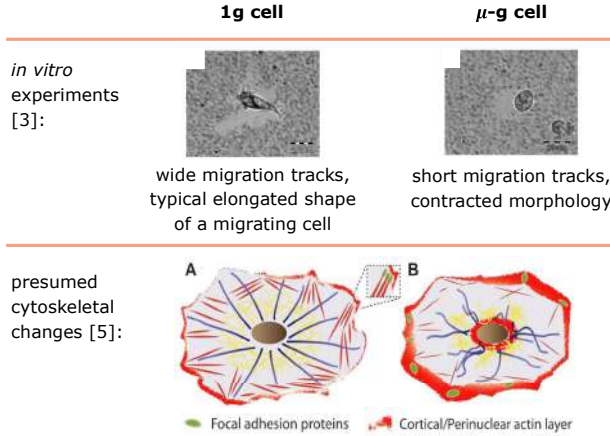 1g cell
µ-g cell
in vitro
experiments
[3]:
wide migration tracks,
typical elongated shape
of a migrating cell
short migration tracks,
contracted morphology
presumed
cytoskeletal
changes [5]:
A
B
Focal adhesion proteins
Cortical/Perinuclear actin layer